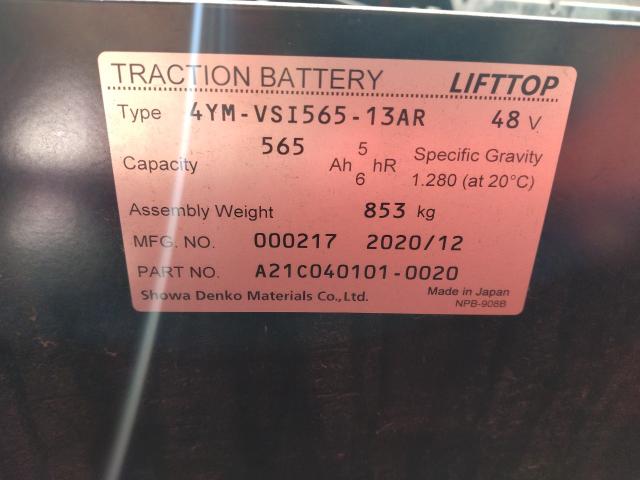 TRACTION BATTERY LIFTTOP
Type 4YM-VSI565-13AR 48 V
Capacity 565 Ah 5 6 hR
Specific Gravity
1.280 (at 20°C)
Assembly Weight 853 kg
MFG. NO. 000217 2020/12
PART NO. A21C040101-0020
Showa Denko Materials Co.,Ltd. Made in Japan
NPB-908B